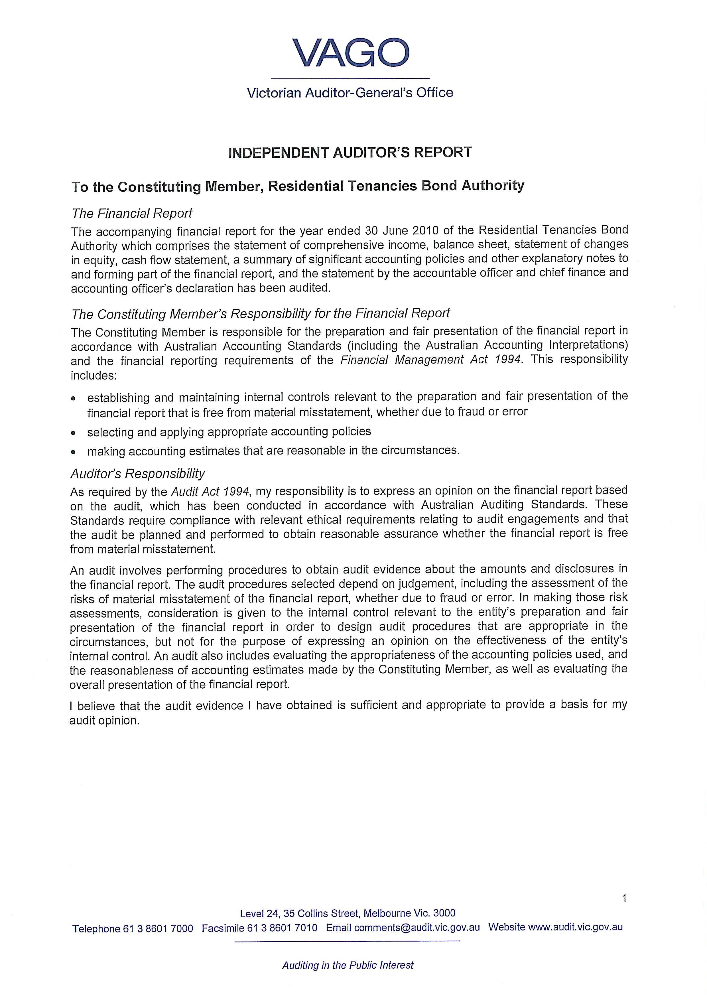 VAGO
Victorian Auditor-General's Office
INDEPENDENT AUDITOR'S REPORT
To the Constituting Member, Residential Tenancies Bond Authority
The Financial Report
The accompanying financial report for the year ended 30 June 2010 of the Residential Tenancies Bond
Authority which comprises the statement of comprehensive income, balance sheet, statement of changes
in equity, cash flow statement, a summary of significant accounting policies and other explanatory notes to
and forming part of the financial report, and the statement by the accountable officer and chief finance and
accounting officer's declaration has been audited.
The Constituting Member's Responsibility for the Financial Report
The Constituting Member is responsible for the preparation and fair presentation of the financial report in
accordance with Australian Accounting Standards (including the Australian Accounting Interpretations)
and the financial reporting requirements of the Financial Management Act 1994. This responsibility
includes:
• establishing and maintaining internal controls relevant to the preparation and fair presentation of the
financial report that is free from material misstatement, whether due to fraud or error
• selecting and applying appropriate accounting policies
• making accounting estimates that are reasonable in the circumstances.
Auditor's Responsibility
As required by the Audit Act 1994, my responsibility is to express an opinion on the financial report based
on the audit, which has been conducted in accordance with Australian Auditing Standards. These
Standards require compliance with relevant ethical requirements relating to audit engagements and that
the audit be planned and performed to obtain reasonable assurance whether the financial report is free
from material misstatement.
An audit involves performing procedures to obtain audit evidence about the amounts and disclosures in
the financial report. The audit procedures selected depend on judgement, including the assessment of the
risks of material misstatement of the financial report, whether due to fraud or error. In making those risk
assessments, consideration is given to the internal control relevant to the entity's preparation and fair
presentation of the financial report in order to design audit procedures that are appropriate in the
circumstances, but not for the purpose of expressing an opinion on the effectiveness of the entity's
internal control. An audit also includes evaluating the appropriateness of the accounting policies used, and
the reasonableness of accounting estimates made by the Constituting Member, as well as evaluating the
overall presentation of the financial report.
I believe that the audit evidence I have obtained is sufficient and appropriate to provide a basis for my
audit opinion.
1
Level 24, 35 Collins Street, Melbourne Vic. 3000
Telephone 61 3 8601 7000 Facsimile 61 3 8601 7010 Email comments@audit.vic.gov.au Website www.audit.vic.gov.au
Auditing in the Public Interest